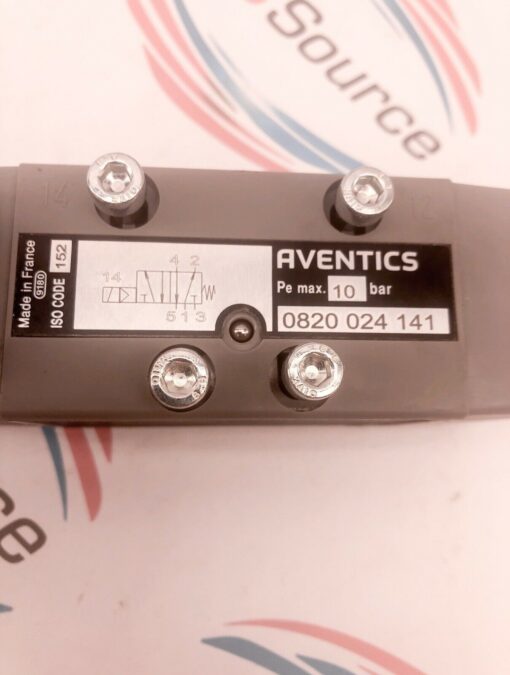 Source
14
12
Made in France
9180
ISO CODE 152
4 2
14
5 1 3
AVENTICS
Pe max. 10 bar
0820 024 141